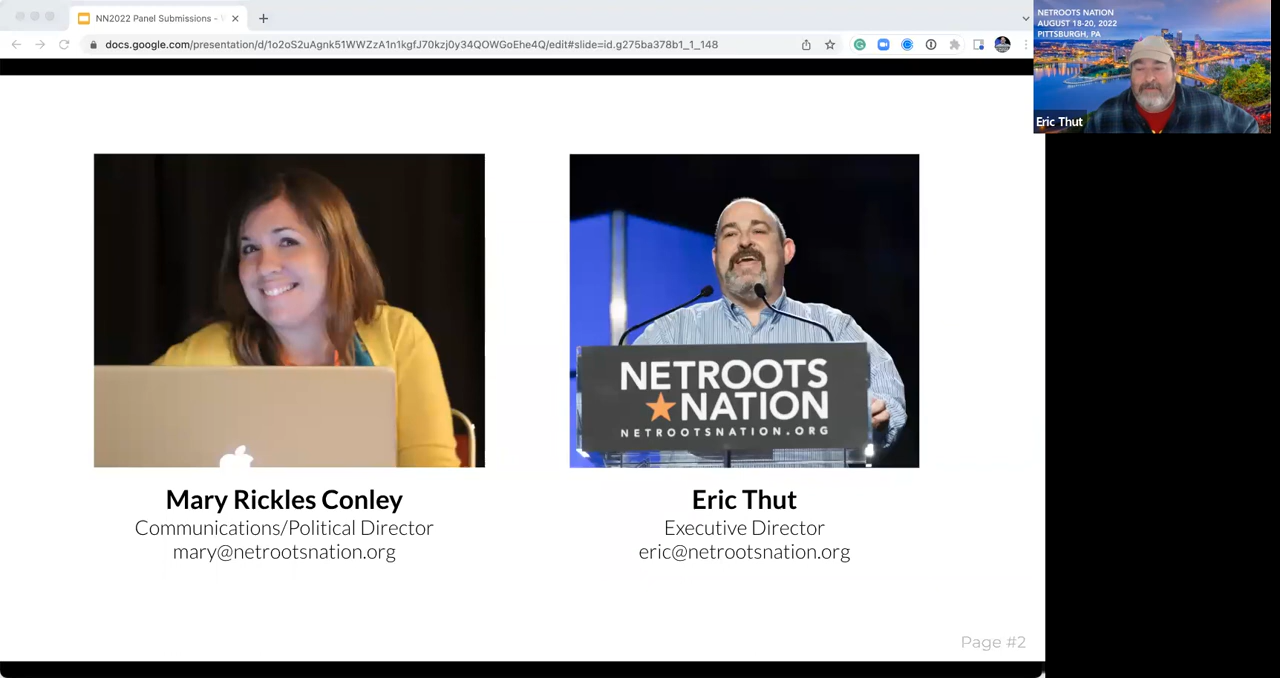 NN2022 Panel Submissions -
docs.google.com/presentation/d/1o2oS2uAgnk51WWZzA1n1kgfJ70kzj0y34QOWGoEhe4Q/edit#slide=id.g275ba378b1_1_148
NETROOTS NATION
AUGUST 18-20, 2022
PITTSBURGH, PA
Eric Thut
NETROOTS
NATION
NETROOTSNATION.ORG
Mary Rickles Conley
Communications/Political Director
mary@netrootsnation.org
Eric Thut
Executive Director
eric@netrootsnation.org
Page #2